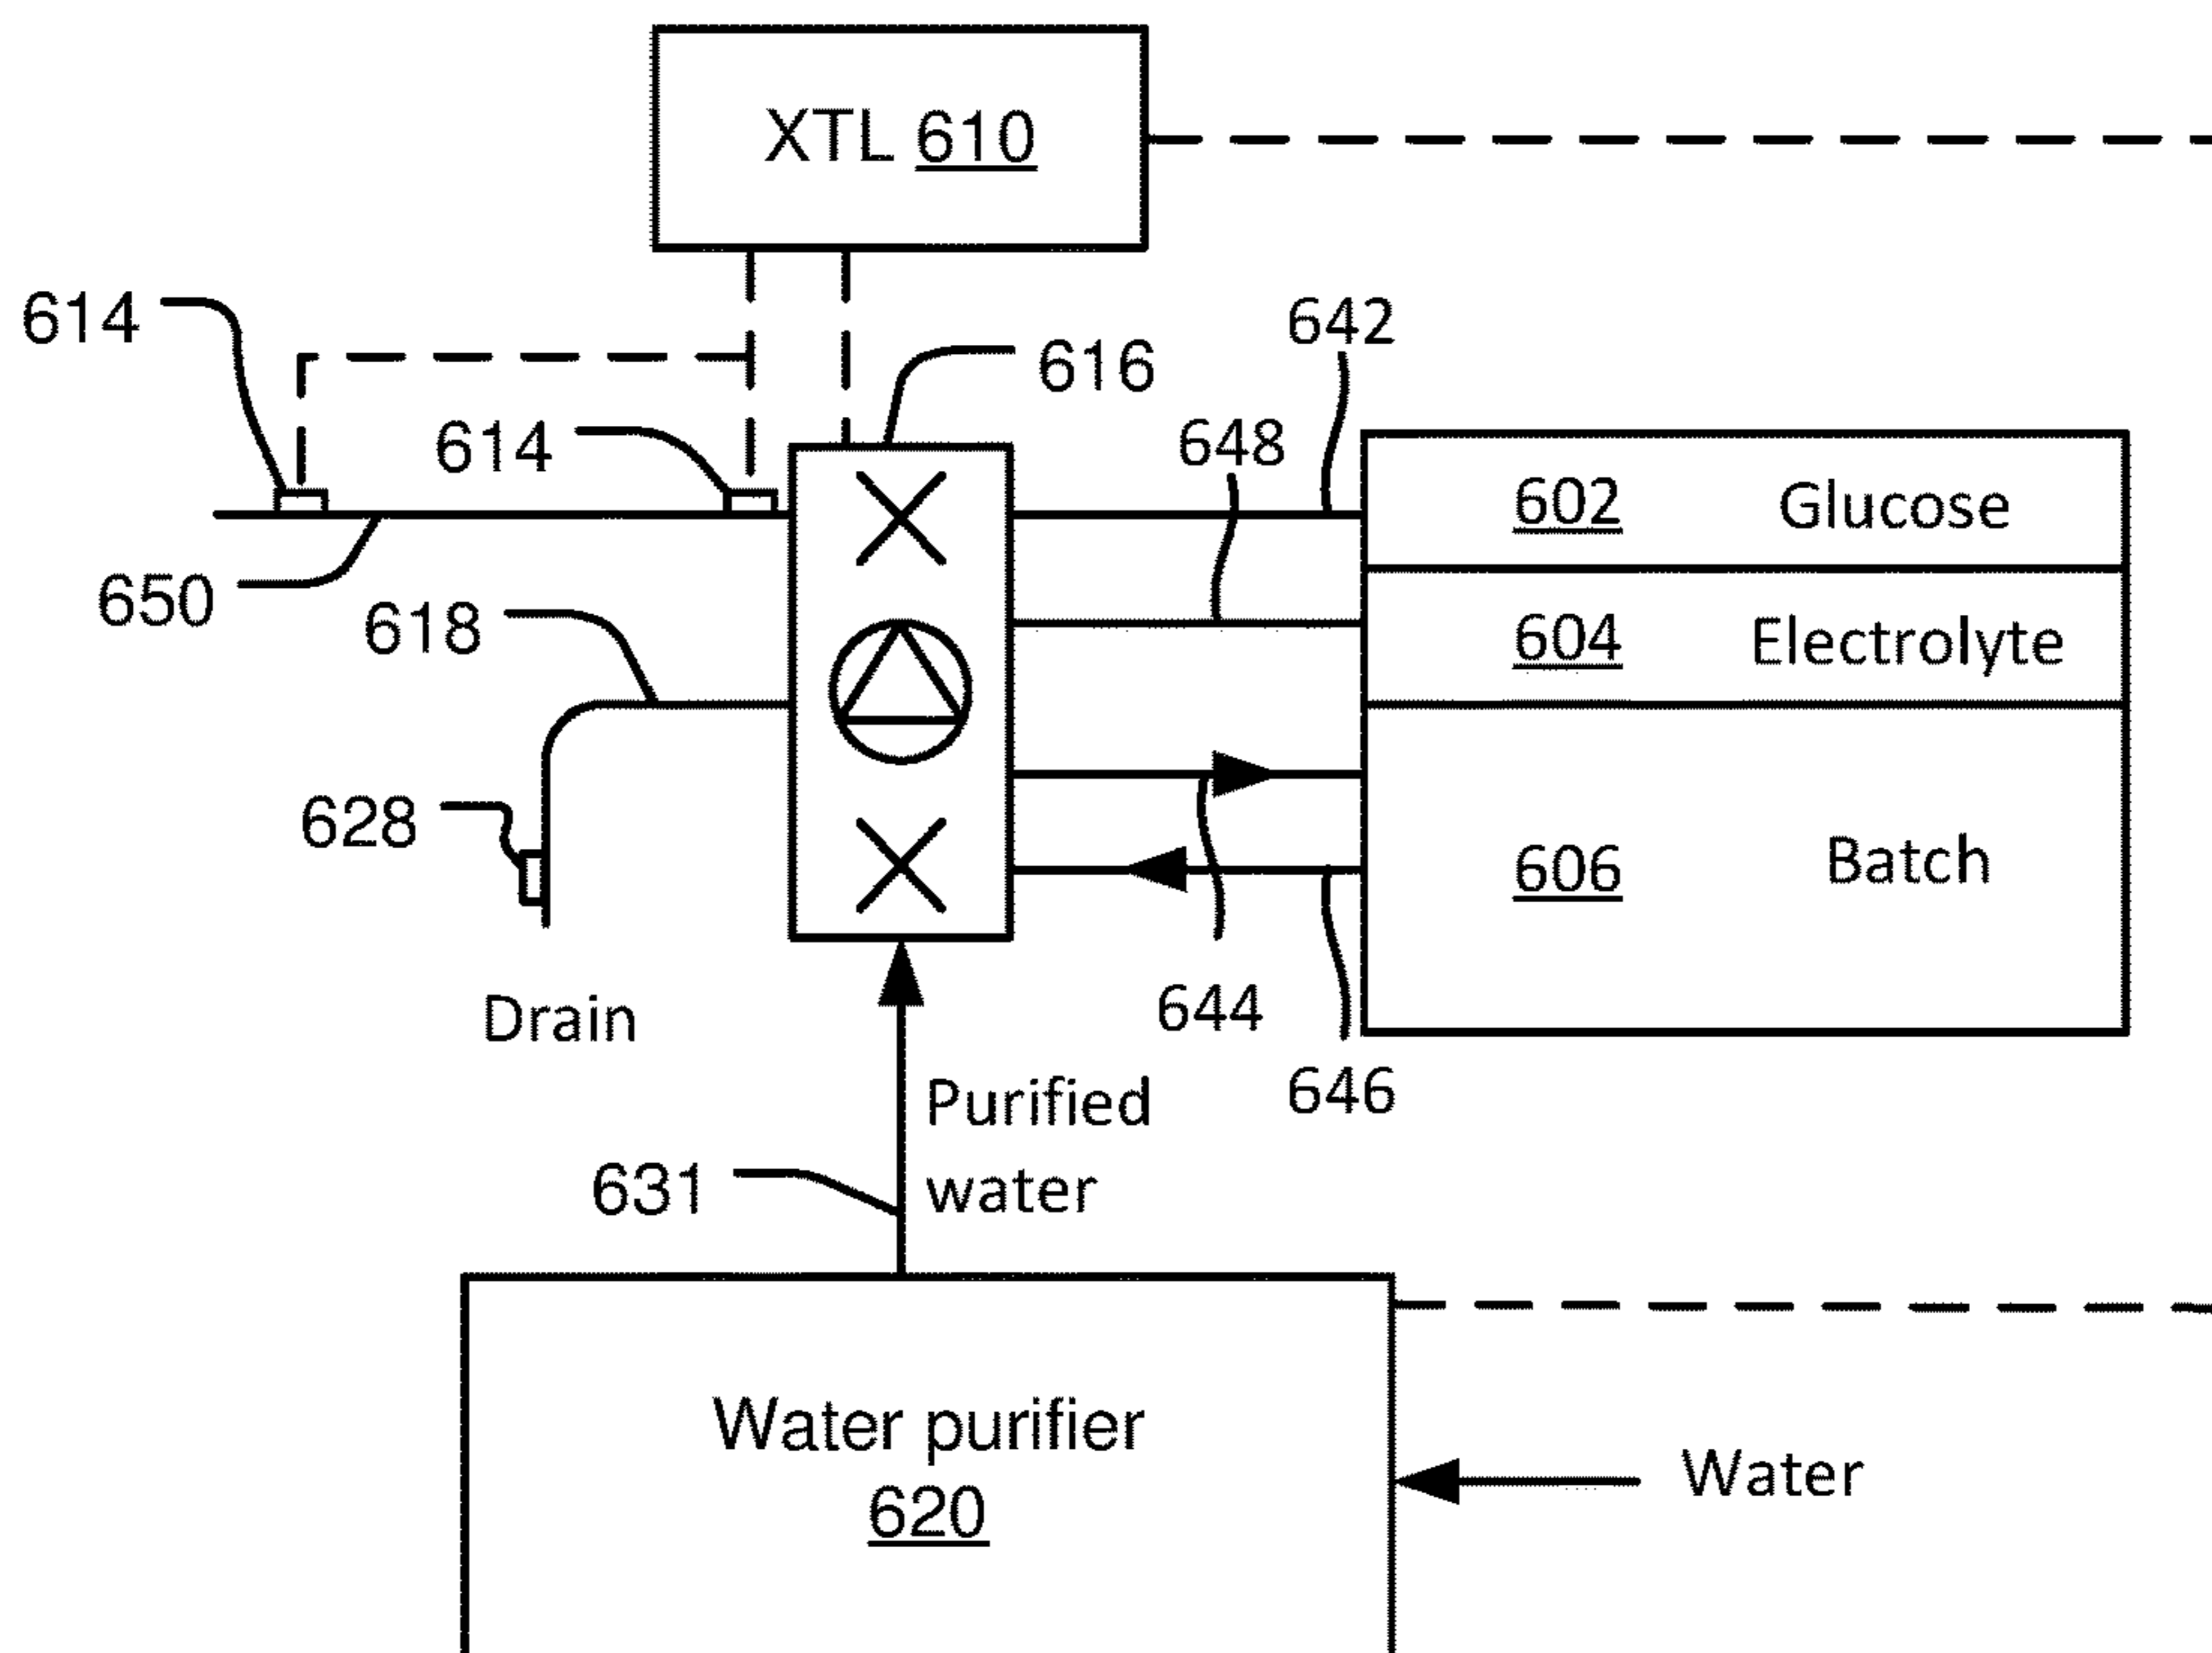 XTL 610
614
616
642
614
648
602 Glucose
650
618
604 Electrolyte
628
606 Batch
Drain
644
646
Purified
water
631
Water purifier
620
Water